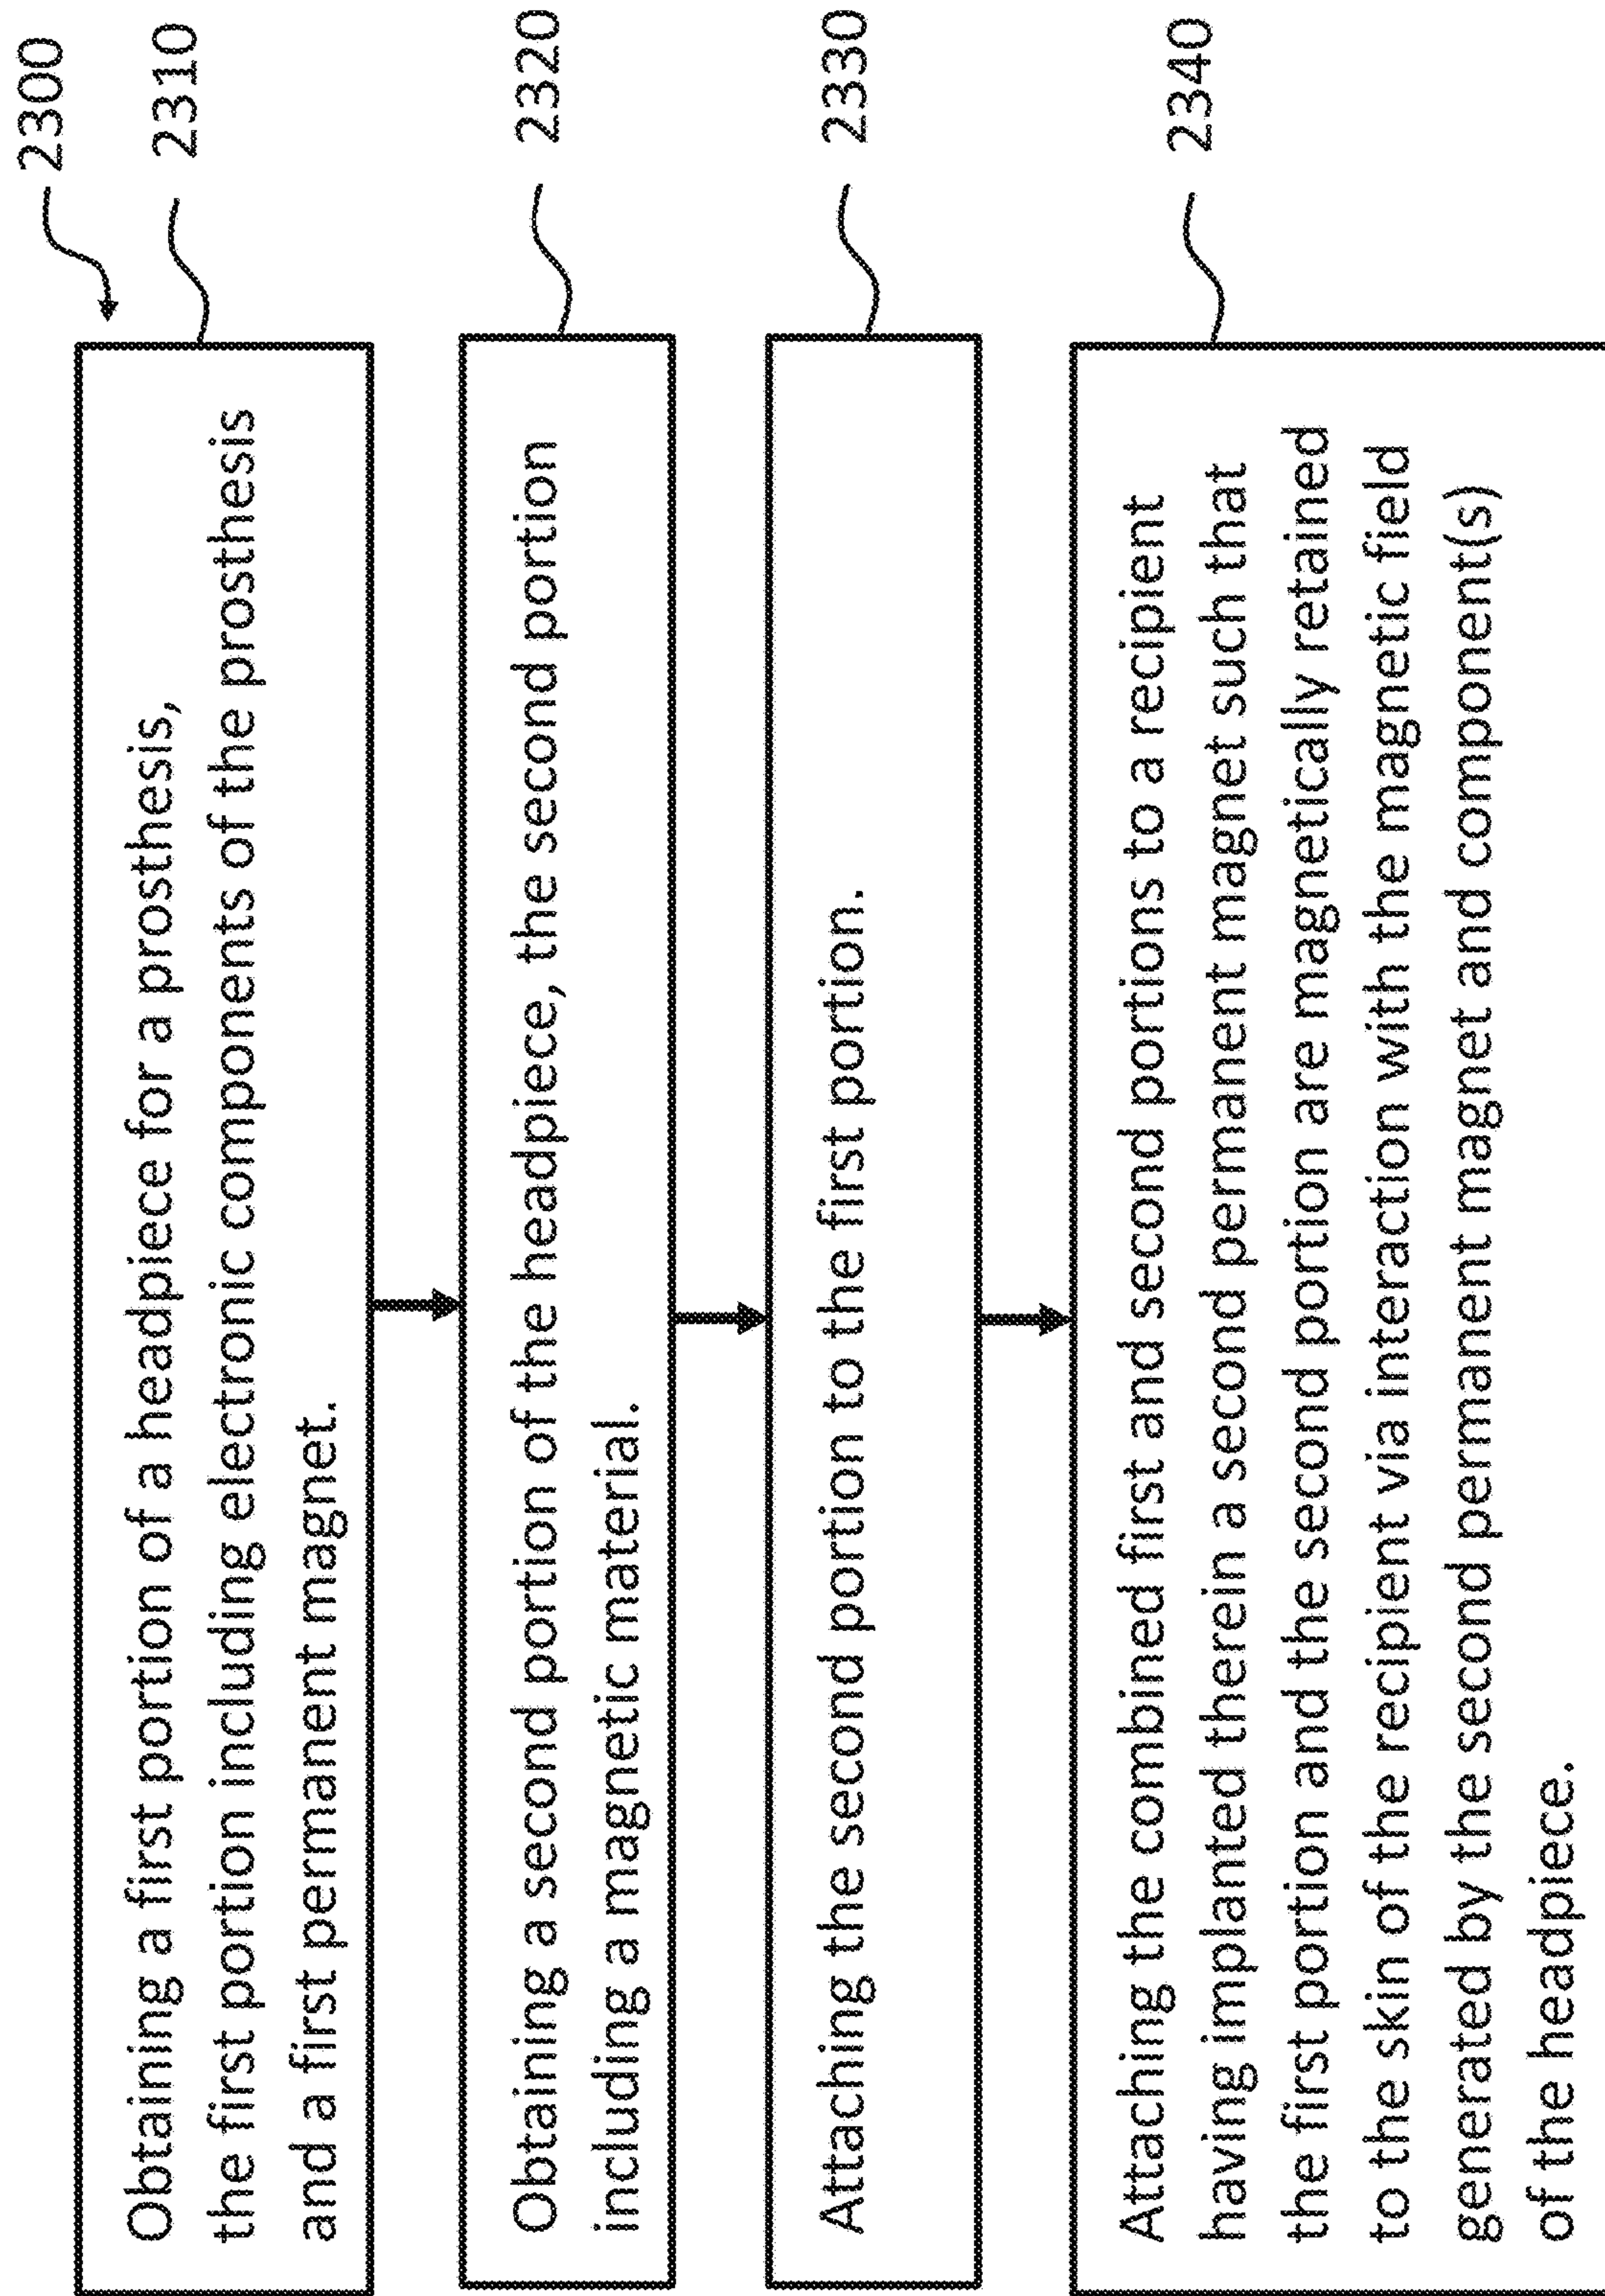 2300
2310
Obtaining a first portion of a headpiece for a prosthesis,
the first portion including electronic components of the prosthesis
and a first permanent magnet.
2320
Obtaining a second portion of the headpiece, the second portion
including a magnetic material.
2330
Attaching the second portion to the first portion.
2340
Attaching the combined first and second portions to a recipient
having implanted therein a second permanent magnet such that
the first portion and the second portion are magnetically retained
to the skin of the recipient via interaction with the magnetic field
generated by the second permanent magnet and component(s)
of the headpiece.